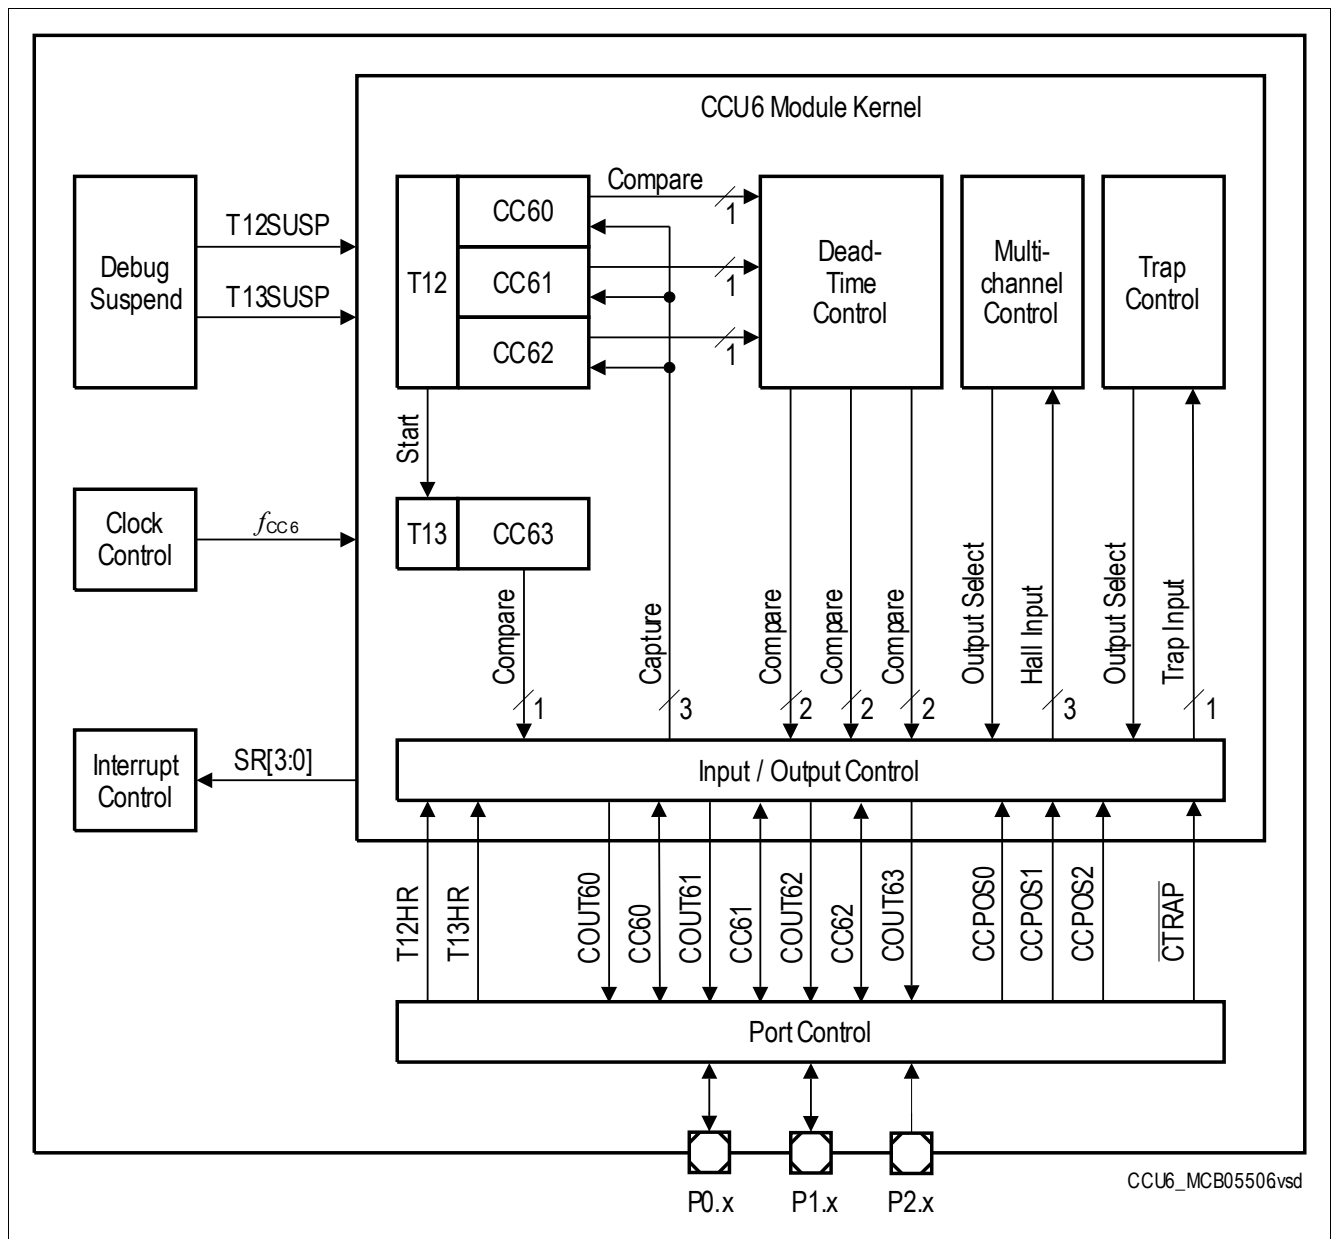 CCU6 Module Kernel
Debug
Suspend
T12SUSP
T13SUSP
T12
CC60
CC61
CC62
Compare
1
1
1
Dead-
Time
Control
Multi-
channel
Control
Trap
Control
Start
T13
CC63
Clock
Control
fCC6
Compare
1
Capture
3
Compare
2
Compare
2
Compare
2
Output Select
Hall Input
3
Output Select
Trap Input
1
Interrupt
Control
SR[3:0]
Input / Output Control
T12HR
T13HR
COUT60
CC60
COUT61
CC61
COUT62
CC62
COUT63
CCPOS0
CCPOS1
CCPOS2
CTRAP
Port Control
P0.x
P1.x
P2.x
CCU6_MCB05506.vsd